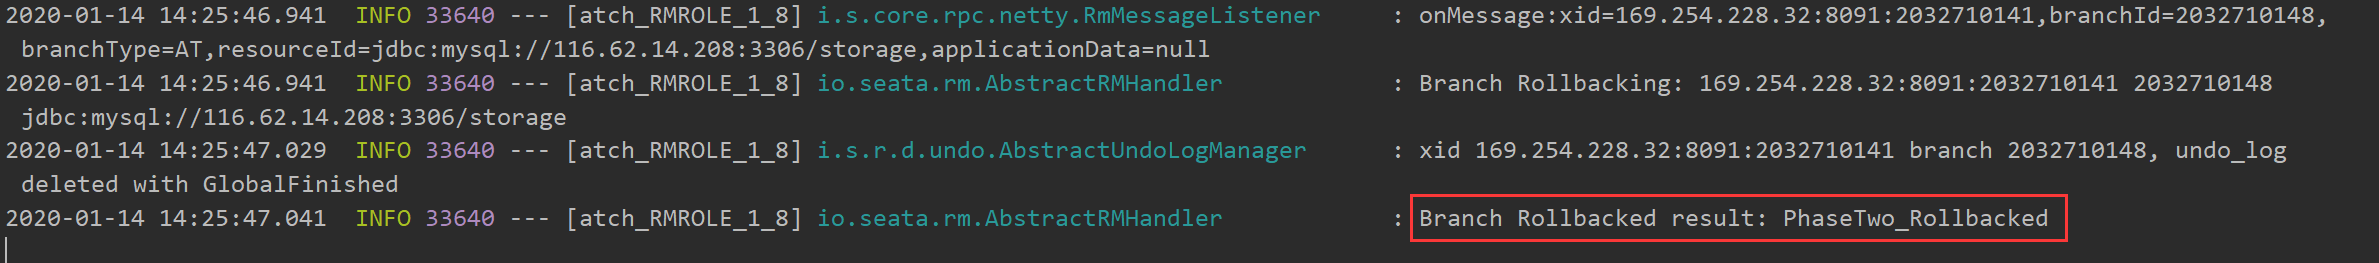 2020-01-14 14:25:46.941  INFO 33640 --- [atch_RMROLE_1_8] i.s.core.rpc.netty.RmMessageListener     : onMessage:xid=169.254.228.32:8091:2032710141,branchId=2032710148,
branchType=AT,resourceId=jdbc:mysql://116.62.14.208:3306/storage,applicationData=null
2020-01-14 14:25:46.941  INFO 33640 --- [atch_RMROLE_1_8] io.seata.rm.AbstractRMHandler            : Branch Rollbacking: 169.254.228.32:8091:2032710141 2032710148
jdbc:mysql://116.62.14.208:3306/storage
2020-01-14 14:25:47.029  INFO 33640 --- [atch_RMROLE_1_8] i.s.r.d.undo.AbstractUndoLogManager      : xid 169.254.228.32:8091:2032710141 branch 2032710148, undo_log
deleted with GlobalFinished
2020-01-14 14:25:47.041  INFO 33640 --- [atch_RMROLE_1_8] io.seata.rm.AbstractRMHandler            : Branch Rollbacked result: PhaseTwo_Rollbacked